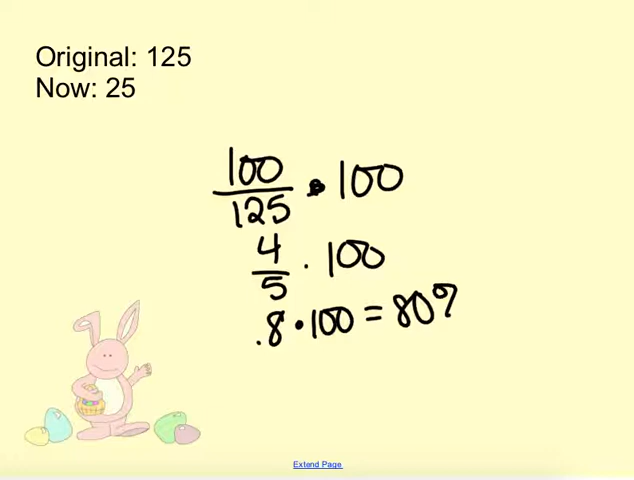 Original: 125
Now: 25
100/125 • 100
4/5 · 100
.8 • 100 = 80%
Extend Page